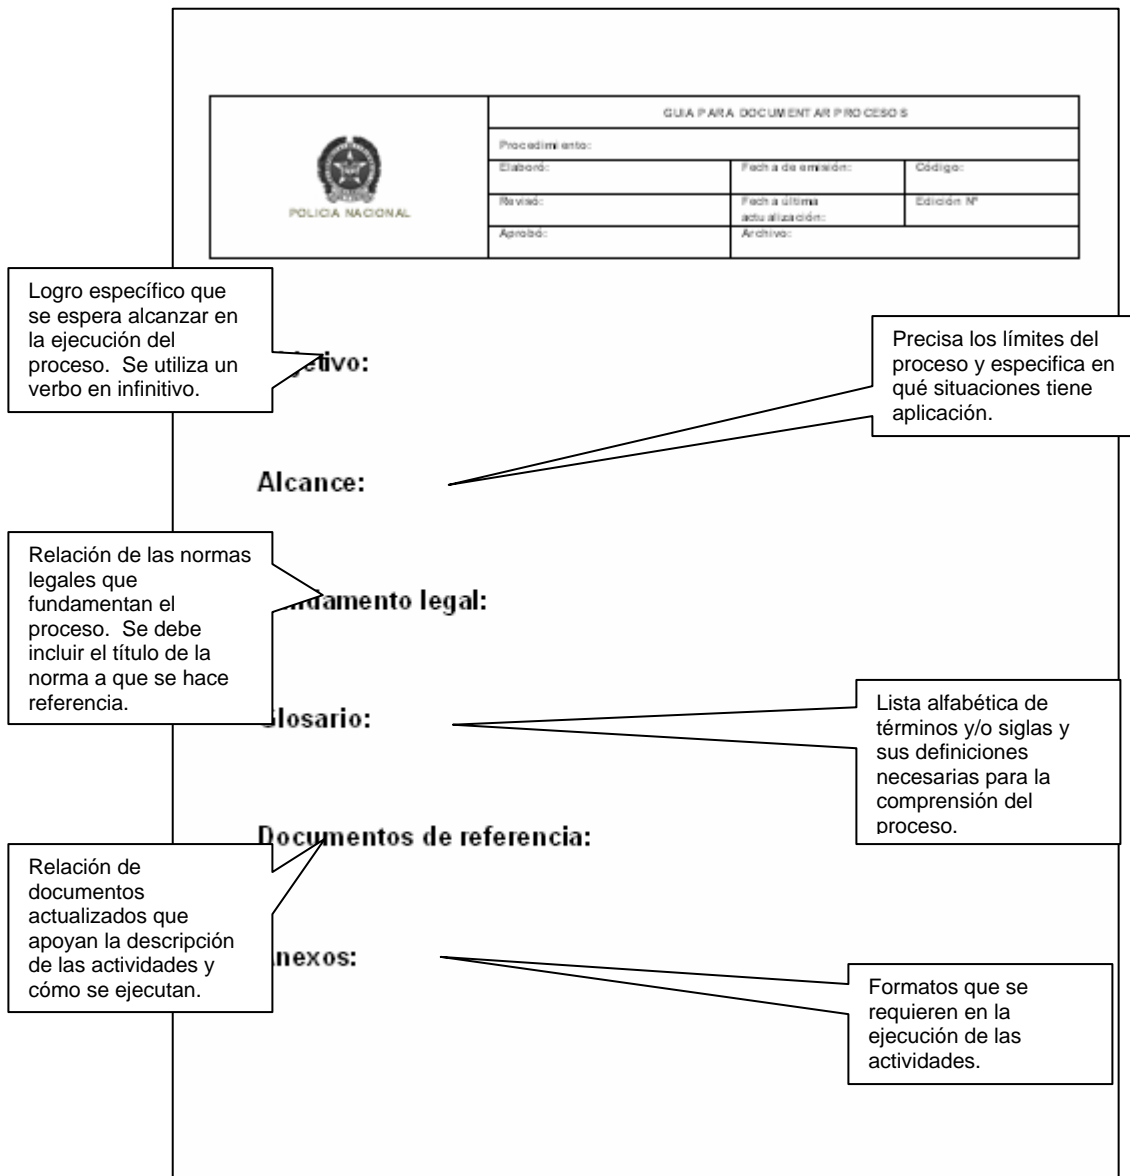 GUIA PARA DOCUMENTAR PROCESOS
Procedimiento:
Elaboró:
Fecha de emisión:
Código:
Revisó:
Fecha última
actualización:
Edición Nº
Aprobó:
Archivo:
POLICIA NACIONAL
Logro específico que
se espera alcanzar en
la ejecución del
proceso.  Se utiliza un
verbo en infinitivo.
jetivo:
Precisa los límites del
proceso y especifica en
qué situaciones tiene
aplicación.
Alcance:
Relación de las normas
legales que
fundamentan el
proceso.  Se debe
incluir el título de la
norma a que se hace
referencia.
ndamento legal:
Glosario:
Lista alfabética de
términos y/o siglas y
sus definiciones
necesarias para la
comprensión del
proceso.
Documentos de referencia:
Relación de
documentos
actualizados que
apoyan la descripción
de las actividades y
cómo se ejecutan.
Anexos:
Formatos que se
requieren en la
ejecución de las
actividades.